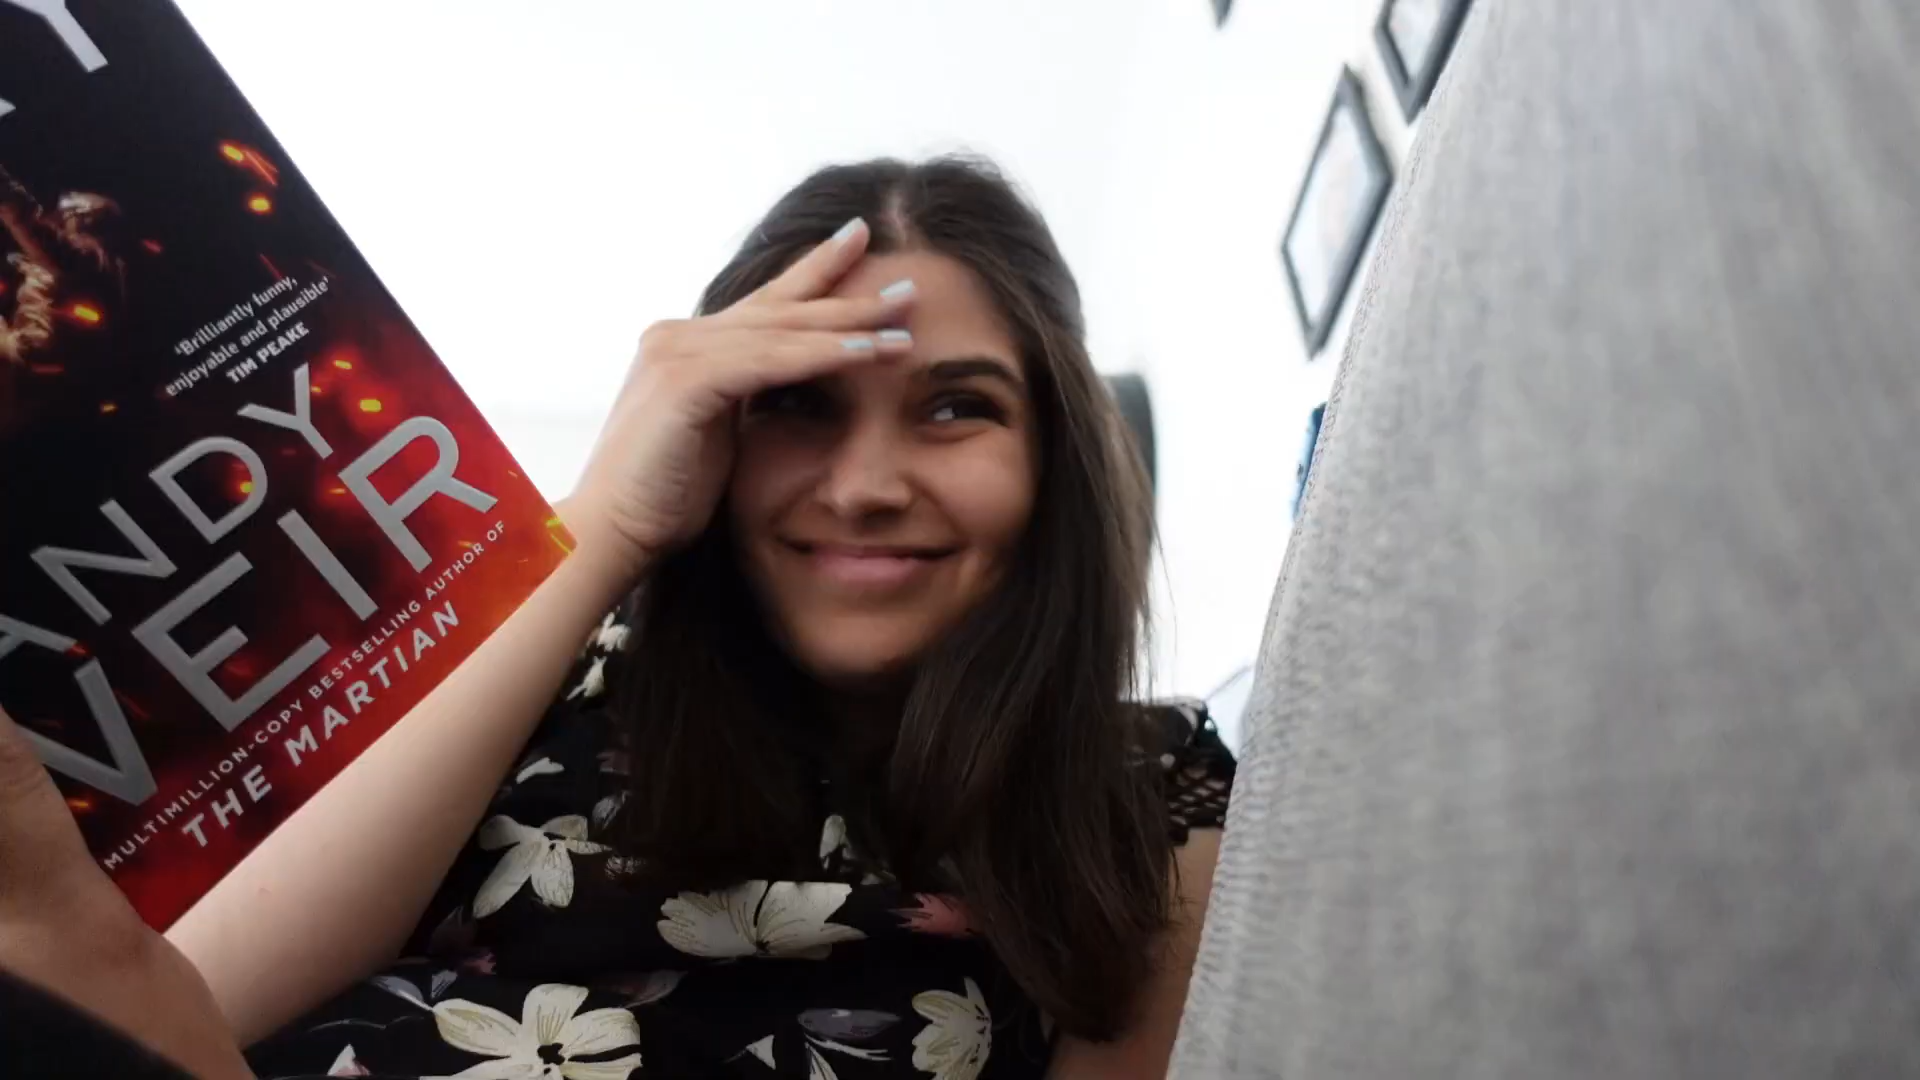 Y
'Brilliantly funny,
enjoyable and plausible'
TIM PEAKE
ANDY
WEIR
MULTIMILLION-COPY BESTSELLING AUTHOR OF
THE MARTIAN